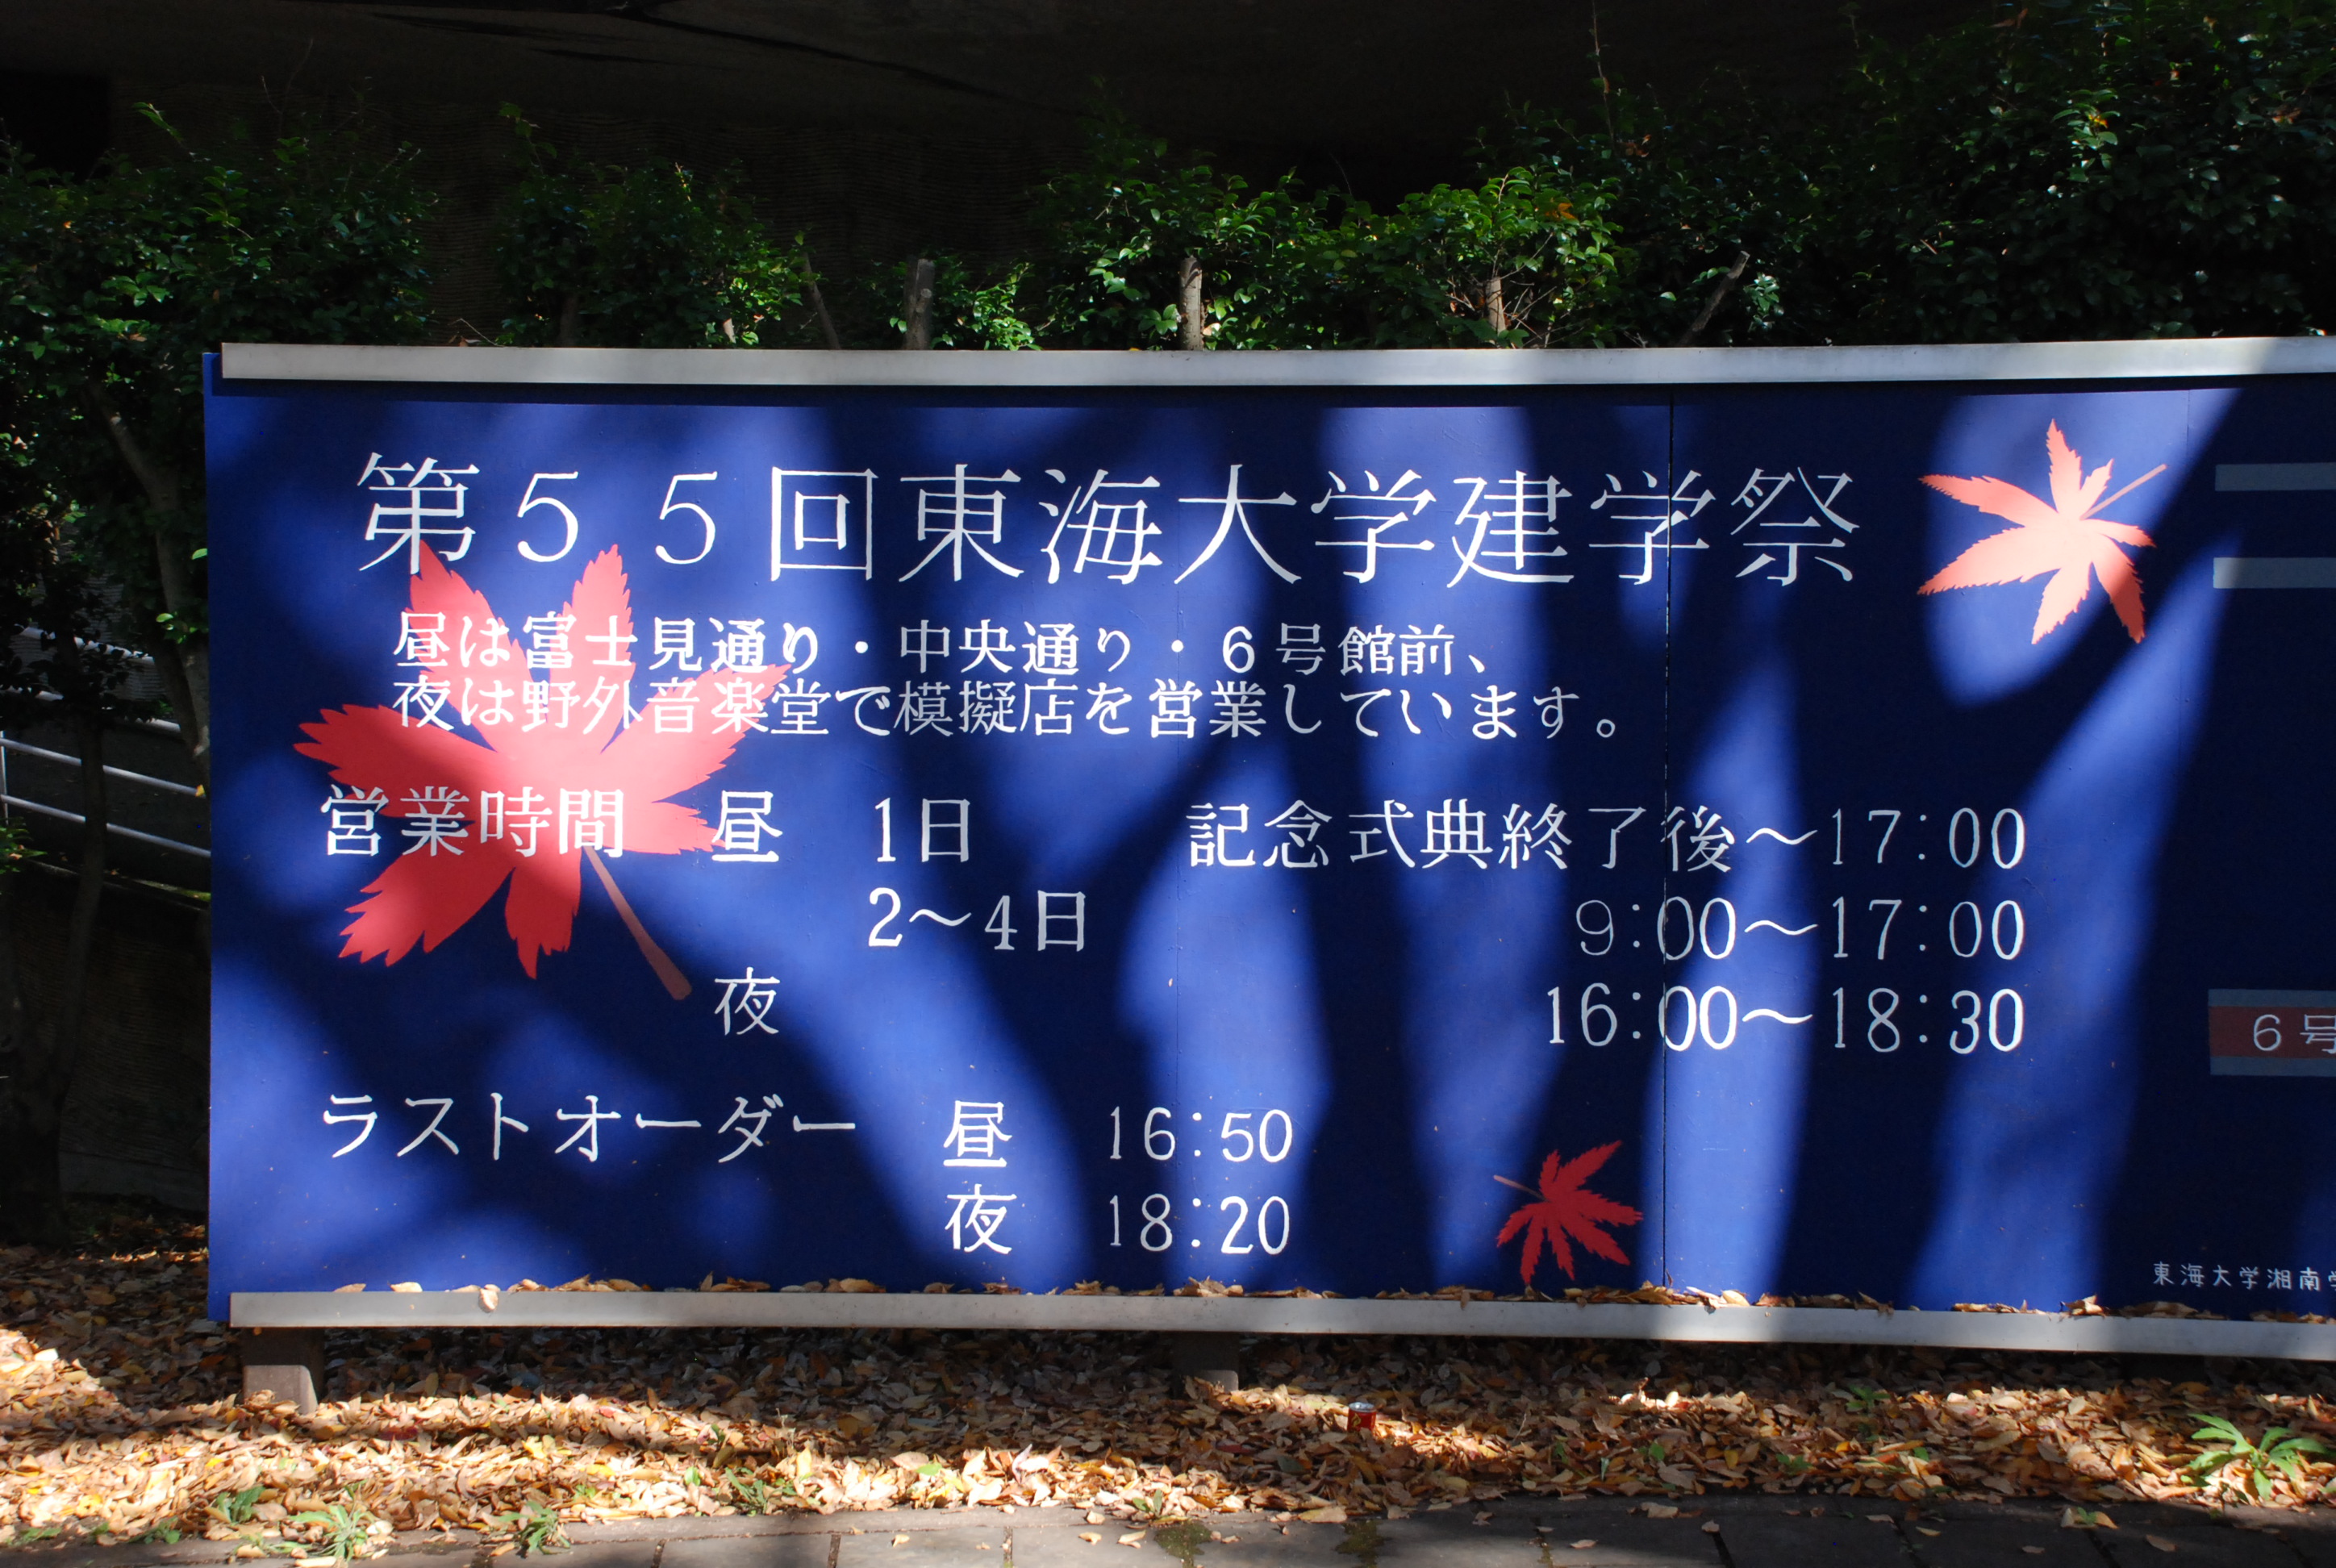 第５５回東海大学建学祭
昼は富士見通り・中央通り・６号館前、
夜は野外音楽堂で模擬店を営業しています。
営業時間　昼　1日　記念式典終了後～17:00
2～4日　9:00～17:00
夜　16:00～18:30
ラストオーダー　昼　16:50
夜　18:20
６号
東海大学湘南